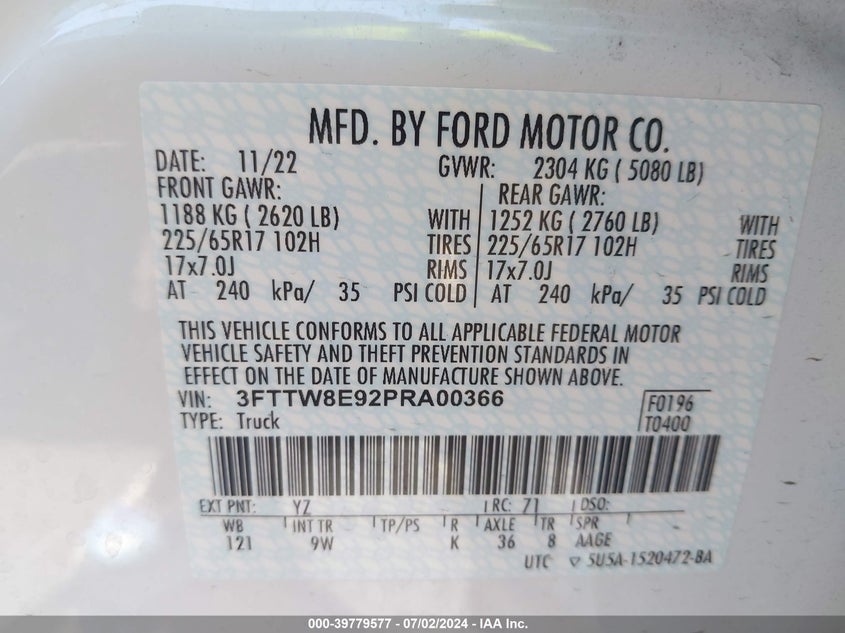 MFD. BY FORD MOTOR CO.
DATE: 11/22 GVWR: 2304 KG ( 5080 LB)
FRONT GAWR: REAR GAWR:
1188 KG ( 2620 LB) WITH 1252 KG ( 2760 LB) WITH
225/65R17 102H TIRES 225/65R17 102H TIRES
17x7.0J RIMS 17x7.0J RIMS
AT 240 kPa/ 35 PSI COLD AT 240 kPa/ 35 PSI COLD
THIS VEHICLE CONFORMS TO ALL APPLICABLE FEDERAL MOTOR
VEHICLE SAFETY AND THEFT PREVENTION STANDARDS IN
EFFECT ON THE DATE OF MANUFACTURE SHOWN ABOVE.
VIN: 3FTTW8E92PRA00366 F0196
TYPE: Truck T0400
EXT PNT: YZ RC: 71 DSO:
WB INT TR TP/PS R AXLE TR SPR
121 9W K 36 8 AAGE
UTC ▽ 5U5A-1520472-BA
000-39779577 / 07/02/2024 - IAA Inc.